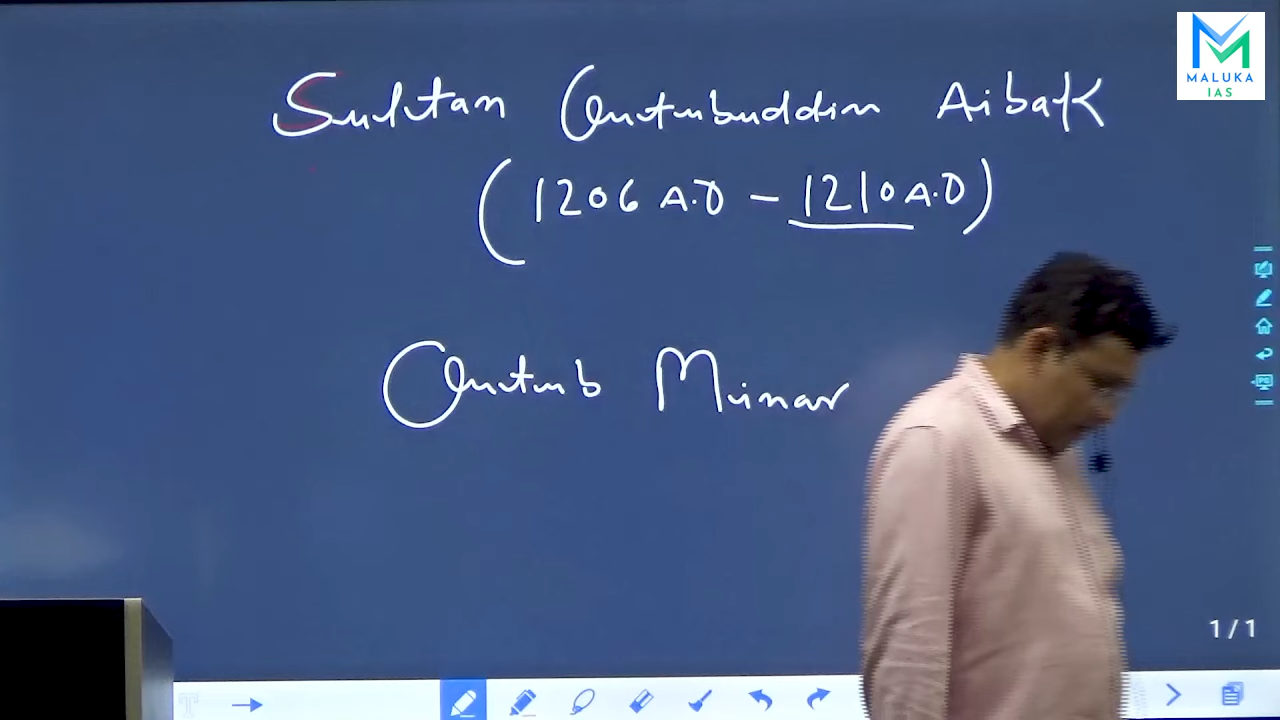 Sultan Qutubuddin Aibak
(1206 A.D - 1210 A.D)
Qutub Minar
MALUKA
IAS
1/1